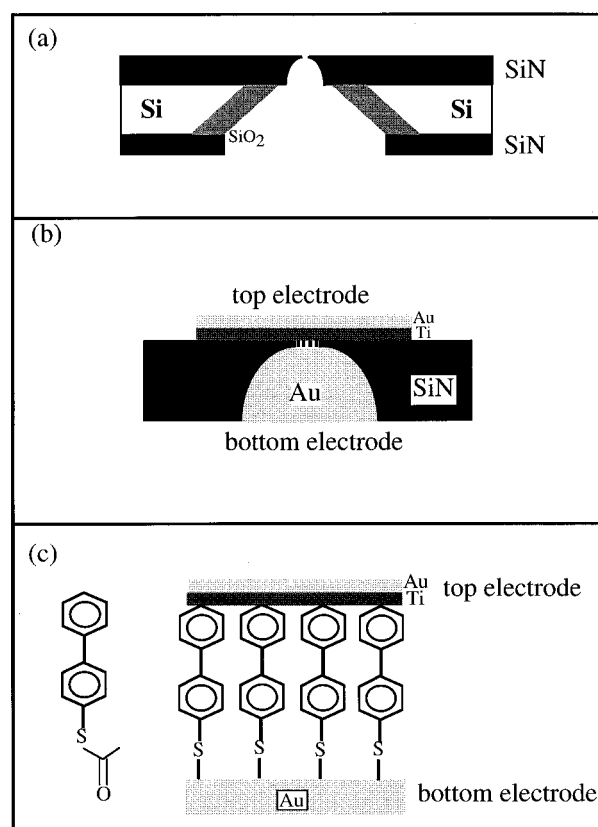 (a)
SiN
Si
Si
SiO2
SiN
(b)
top electrode
Au
Ti
Au
SiN
bottom electrode
(c)
Au
top electrode
Ti
S
O
S
S
S
S
Au
bottom electrode